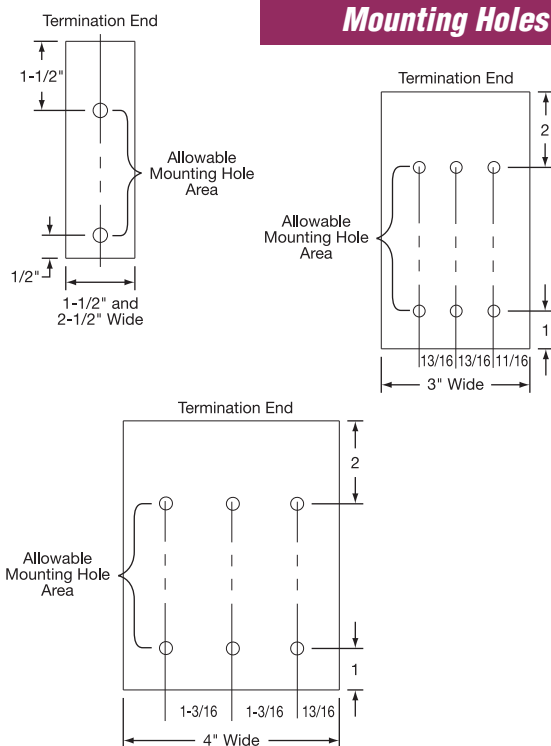 Mounting Holes
Termination End
1-1/2"
Allowable
Mounting Hole
Area
1/2"
1-1/2" and
2-1/2" Wide
Termination End
2
Allowable
Mounting Hole
Area
1
13/16 13/16 11/16
3" Wide
Termination End
2
Allowable
Mounting Hole
Area
1
1-3/16 1-3/16 13/16
4" Wide